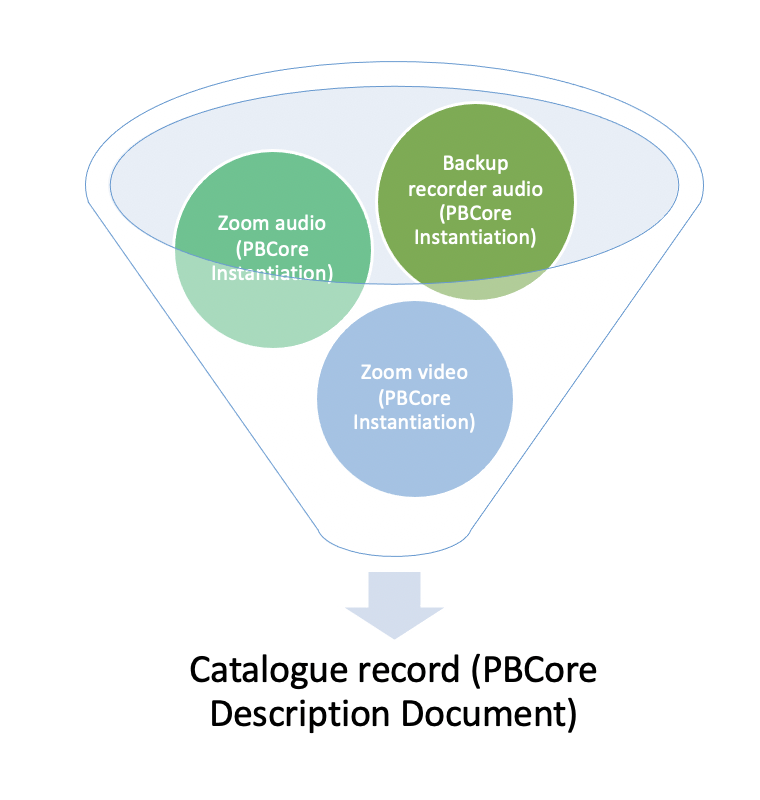 Backup
recorder audio
(PBCore
Instantiation)
Zoom audio
(PBCore
Instantiation)
Zoom video
(PBCore
Instantiation)
Catalogue record (PBCore
Description Document)